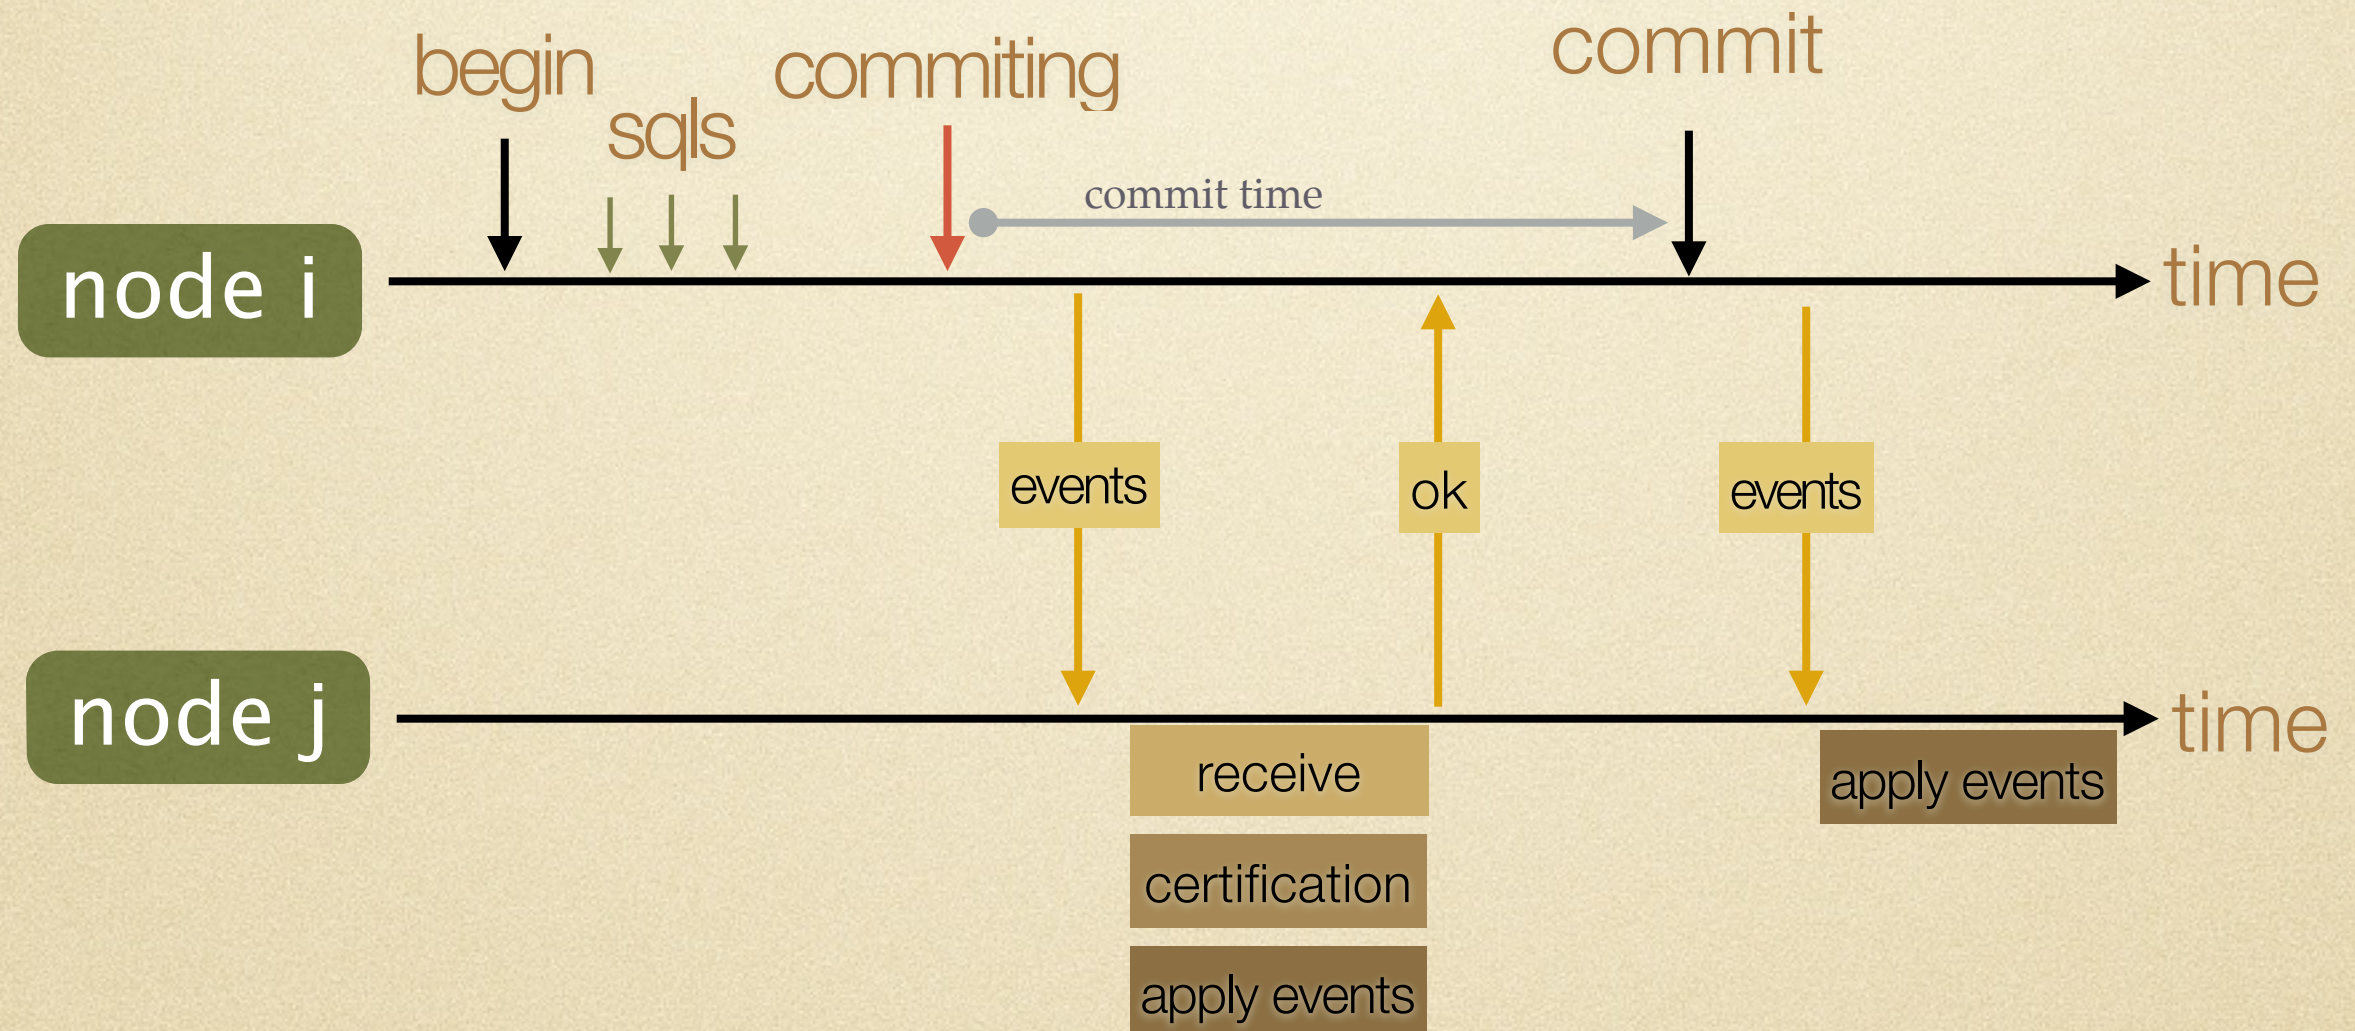 begin
sqls
commiting
commit
commit time
node i
time
events
ok
events
node j
time
receive
apply events
certification
apply events